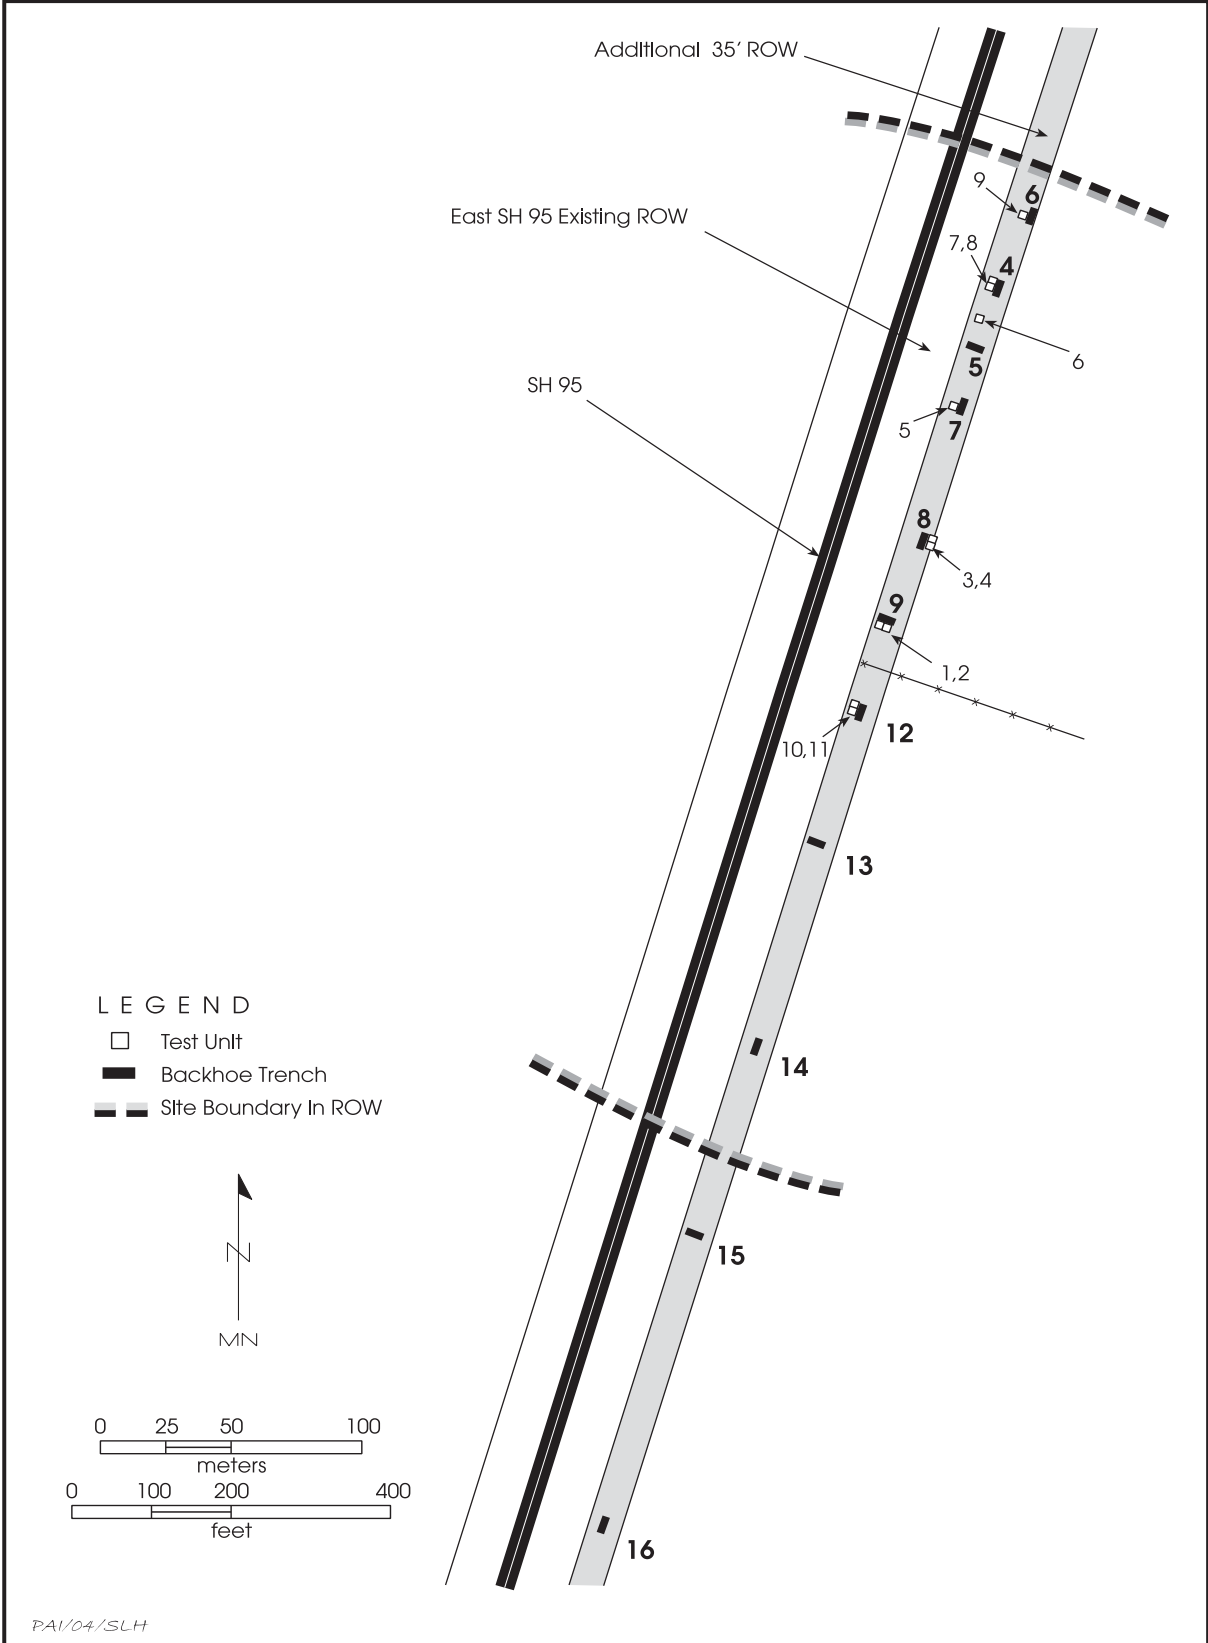 Additional 35' ROW
9
6
East SH 95 Existing ROW
7,8
4
6
5
SH 95
5
7
8
3,4
9
1,2
12
10,11
13
LEGEND
Test Unit
14
Backhoe Trench
Site Boundary in ROW
N
15
MN
0 25 50 100
meters
0 100 200 400
feet
16
PAI/04/SLH